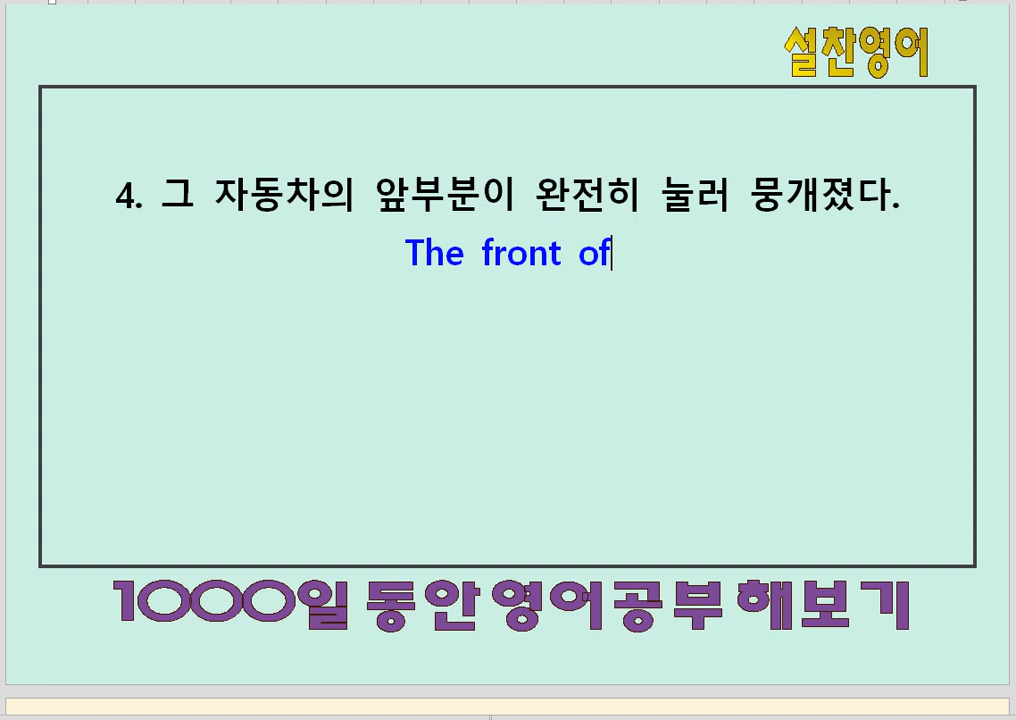 설찬영어
4. 그 자동차의 앞부분이 완전히 눌러 뭉개졌다.
The front of
1000일 동안 영어공부 해보기